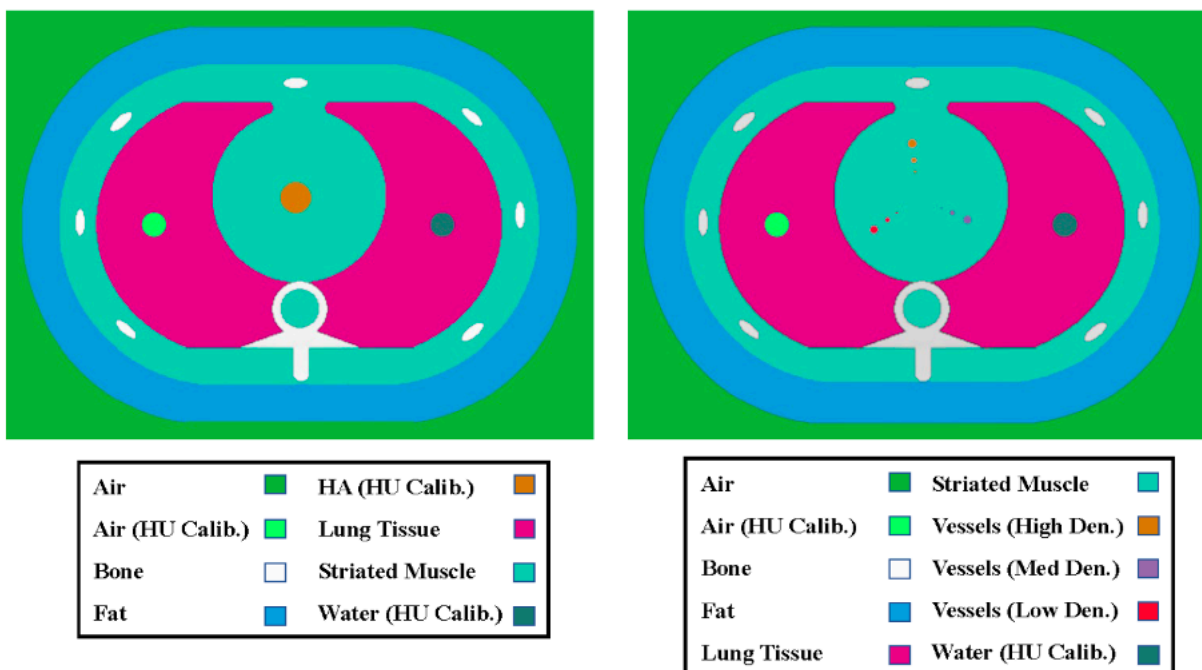 Air
HA (HU Calib.)
Air (HU Calib.)
Lung Tissue
Bone
Striated Muscle
Fat
Water (HU Calib.)
Air
Striated Muscle
Air (HU Calib.)
Vessels (High Den.)
Bone
Vessels (Med Den.)
Fat
Vessels (Low Den.)
Lung Tissue
Water (HU Calib.)